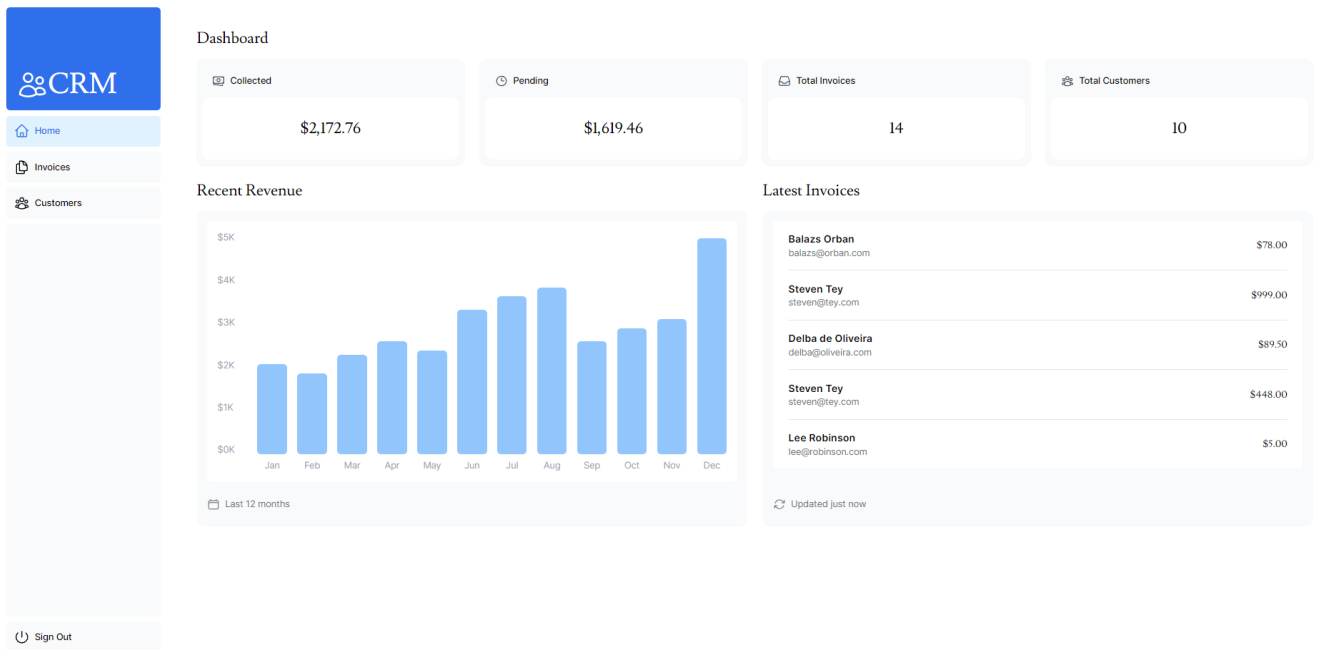 CRM
Home
Invoices
Customers
Sign Out
Dashboard
Collected
$2,172.76
Pending
$1,619.46
Total Invoices
14
Total Customers
10
Recent Revenue
$5K
$4K
$3K
$2K
$1K
$0K
Jan Feb Mar Apr May Jun Jul Aug Sep Oct Nov Dec
Last 12 months
Latest Invoices
Balazs Orban
balazs@orban.com
$78.00
Steven Tey
steven@tey.com
$999.00
Delba de Oliveira
delba@oliveira.com
$89.50
Steven Tey
steven@tey.com
$448.00
Lee Robinson
lee@robinson.com
$5.00
Updated just now